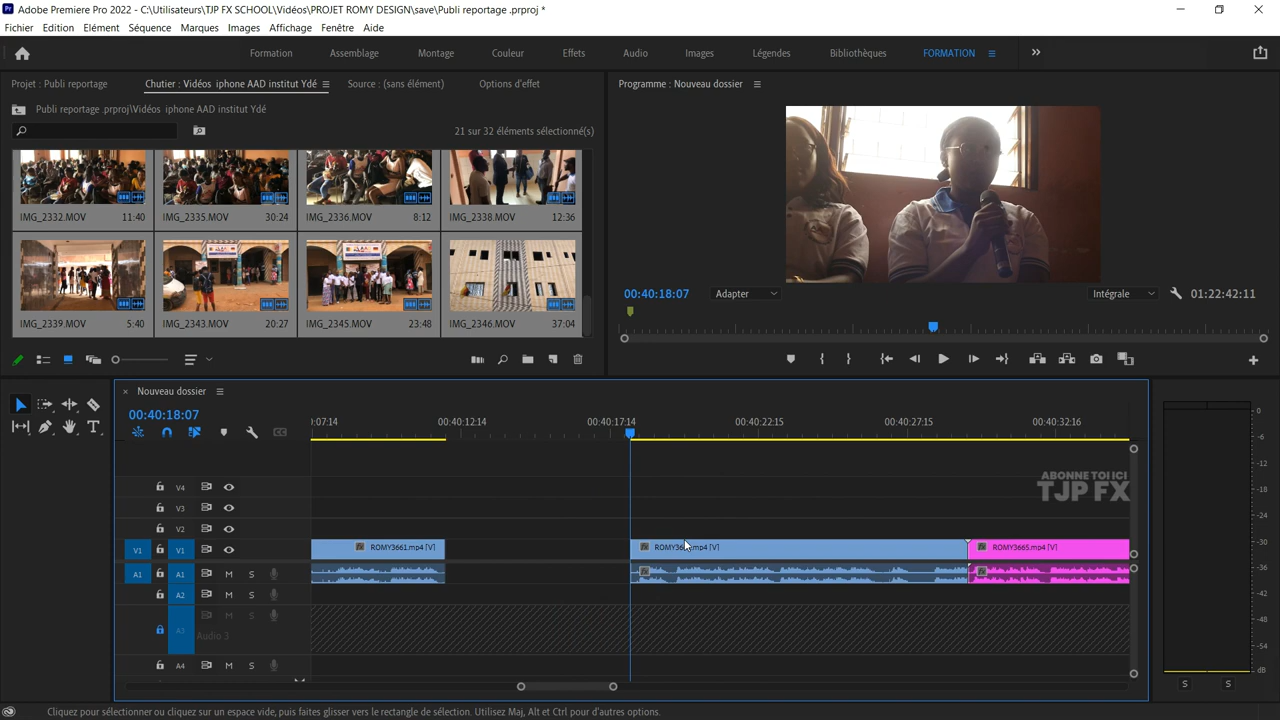 Adobe Premiere Pro 2022 - C:\Utilisateurs\TJP FX SCHOOL\Vidéos\PROJET ROMY DESIGN\save\Publi reportage .prproj *
Fichier Edition Elément Séquence Marques Images Affichage Fenêtre Aide
Formation Assemblage Montage Couleur Effets Audio Images Légendes Bibliothèques FORMATION
Projet : Publi reportage Chutier : Vidéos iphone AAD institut Ydé Source : (sans élément) Options d'effet
Programme : Nouveau dossier
Publi reportage .prproj\Vidéos iphone AAD institut Ydé
21 sur 32 éléments sélectionné(s)
IMG_2332.MOV 11:40 IMG_2335.MOV 30:24 IMG_2336.MOV 8:12 IMG_2338.MOV 12:36
IMG_2339.MOV 5:40 IMG_2343.MOV 20:27 IMG_2345.MOV 23:48 IMG_2346.MOV 37:04
00:40:18:07 Adapter Intégrale 01:22:42:11
Nouveau dossier
00:40:18:07
:07:14 00:40:12:14 00:40:17:14 00:40:22:15 00:40:27:15 00:40:32:16
ABONNE TOI ICI
TJP FX
V4
V3
V2
V1 V1 ROMY3661.mp4 [V] ROMY3665.mp4 [V]
A1 A1 M S
A2 M S
A3 M S
Audio 3
A4 M S
0
-6
-12
-18
-24
-30
-36
-42
-48
-54
dB
S S
Cliquez pour sélectionner ou cliquez sur un espace vide, puis faites glisser vers le rectangle de sélection. Utilisez Maj, Alt et Ctrl pour d'autres options.